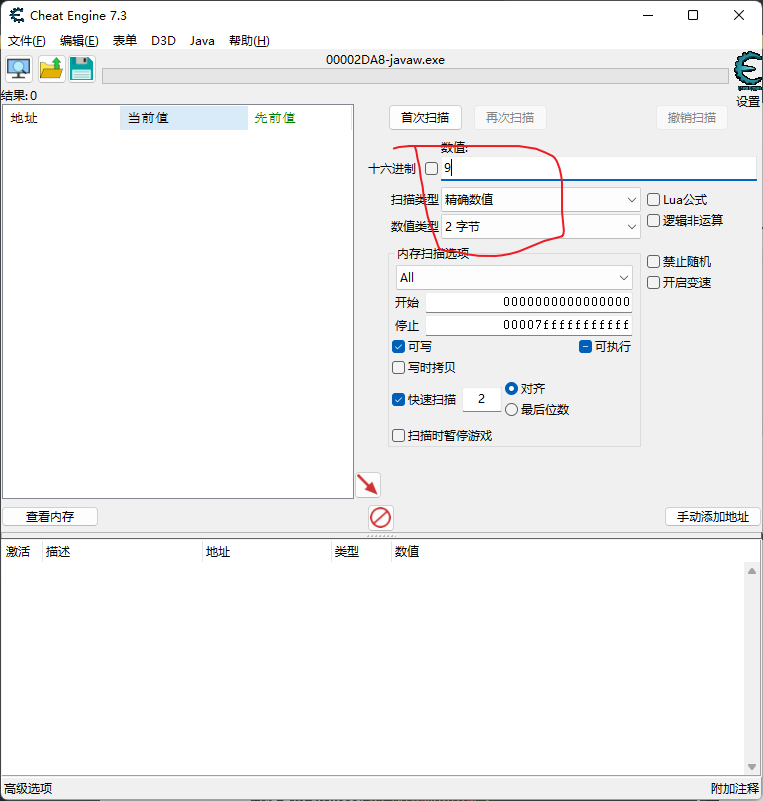 Cheat Engine 7.3
文件(F) 编辑(E) 表单 D3D Java 帮助(H)
00002DA8-javaw.exe
结果: 0
设置
地址 当前值 先前值
首次扫描 再次扫描 撤销扫描
数值:
十六进制 9
扫描类型 精确数值 Lua公式
数值类型 2 字节 逻辑非运算
内存扫描选项
All
禁止随机
开启变速
开始 0000000000000000
停止 00007fffffffffff
可写 可执行
写时拷贝
快速扫描 2 对齐
最后位数
扫描时暂停游戏
查看内存 手动添加地址
激活 描述 地址 类型 数值
高级选项 附加注释